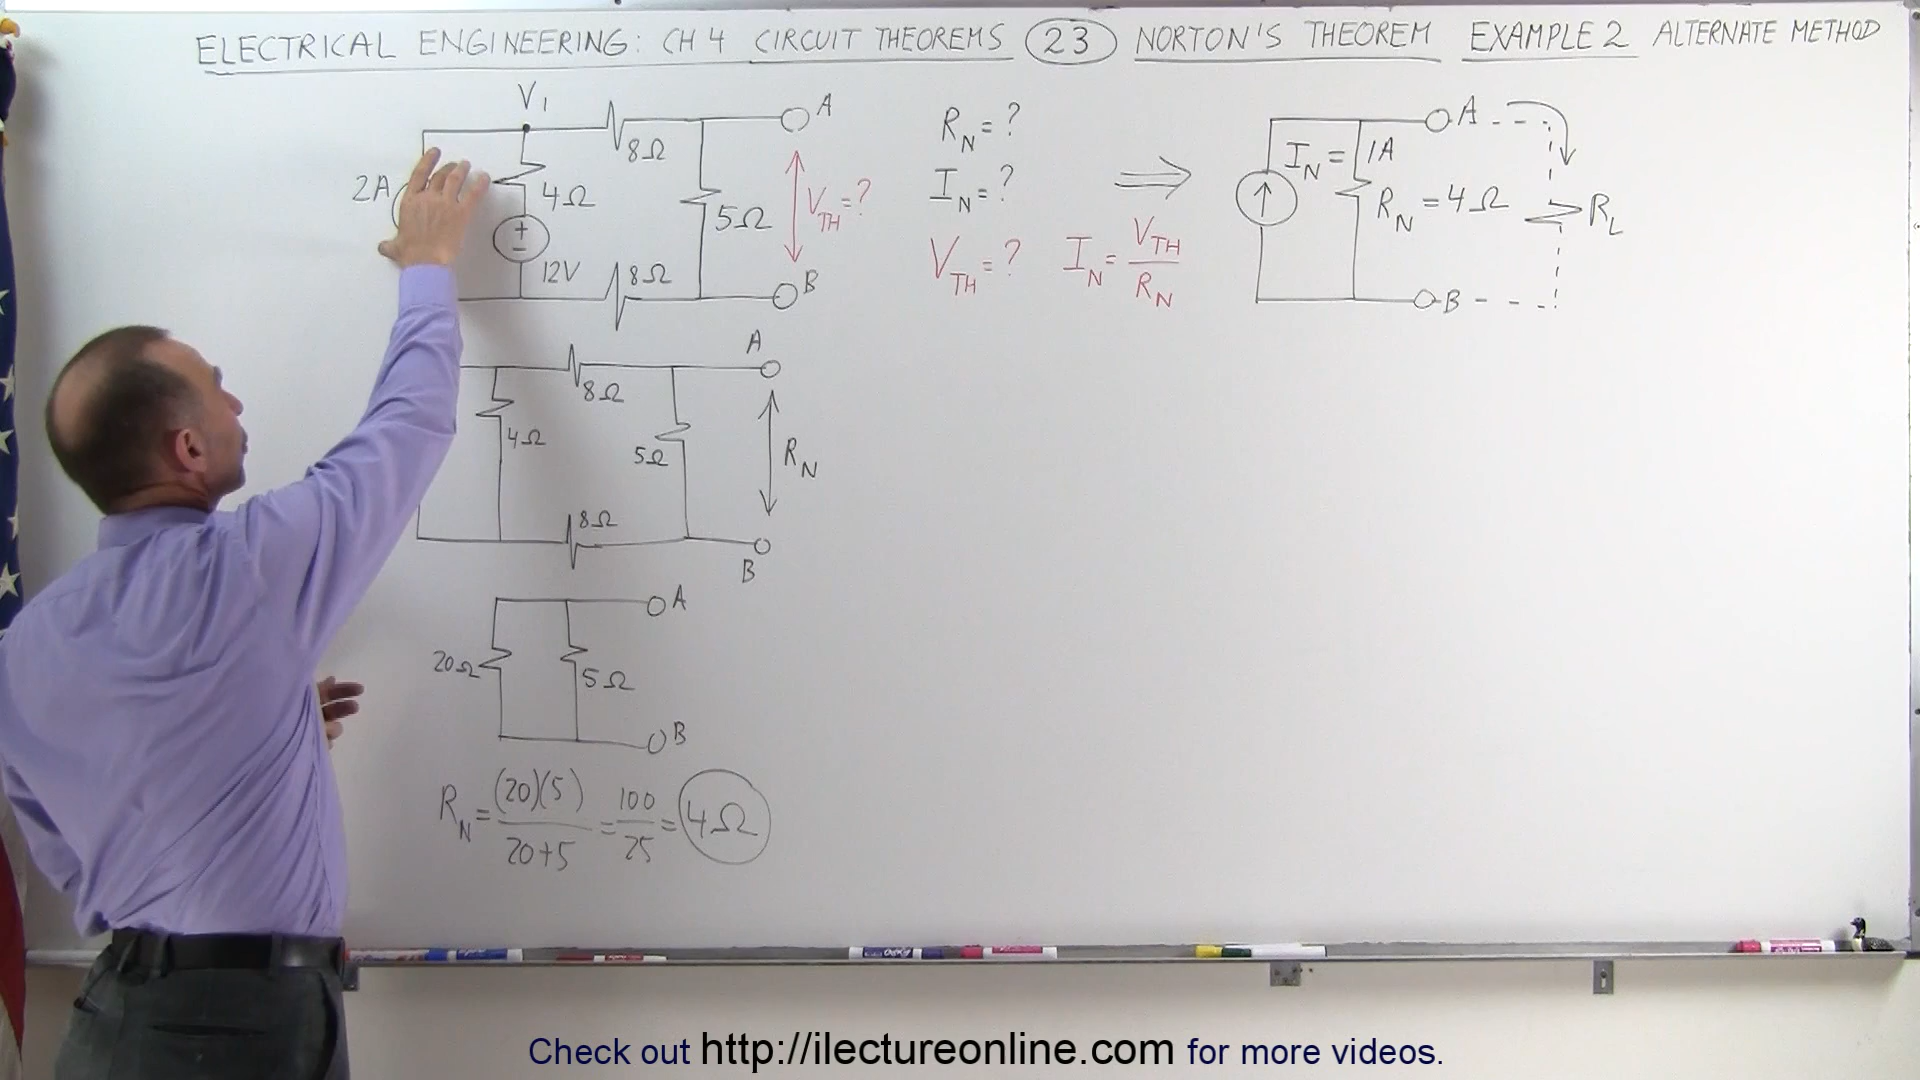 ELECTRICAL ENGINEERING: CH 4 CIRCUIT THEOREMS 23 NORTON'S THEOREM EXAMPLE 2 ALTERNATE METHOD
V1
2A
4Ω
12V
8Ω
8Ω
5Ω
A
B
VTH=?
RN=?
IN=?
VTH=?
IN=VTH/RN
⇒
IN=1A
RN=4Ω
A
B
RL
4Ω
8Ω
8Ω
5Ω
A
B
RN
20Ω
5Ω
A
B
RN=(20)(5)/20+5=100/25=4Ω
Check out http://ilectureonline.com for more videos.